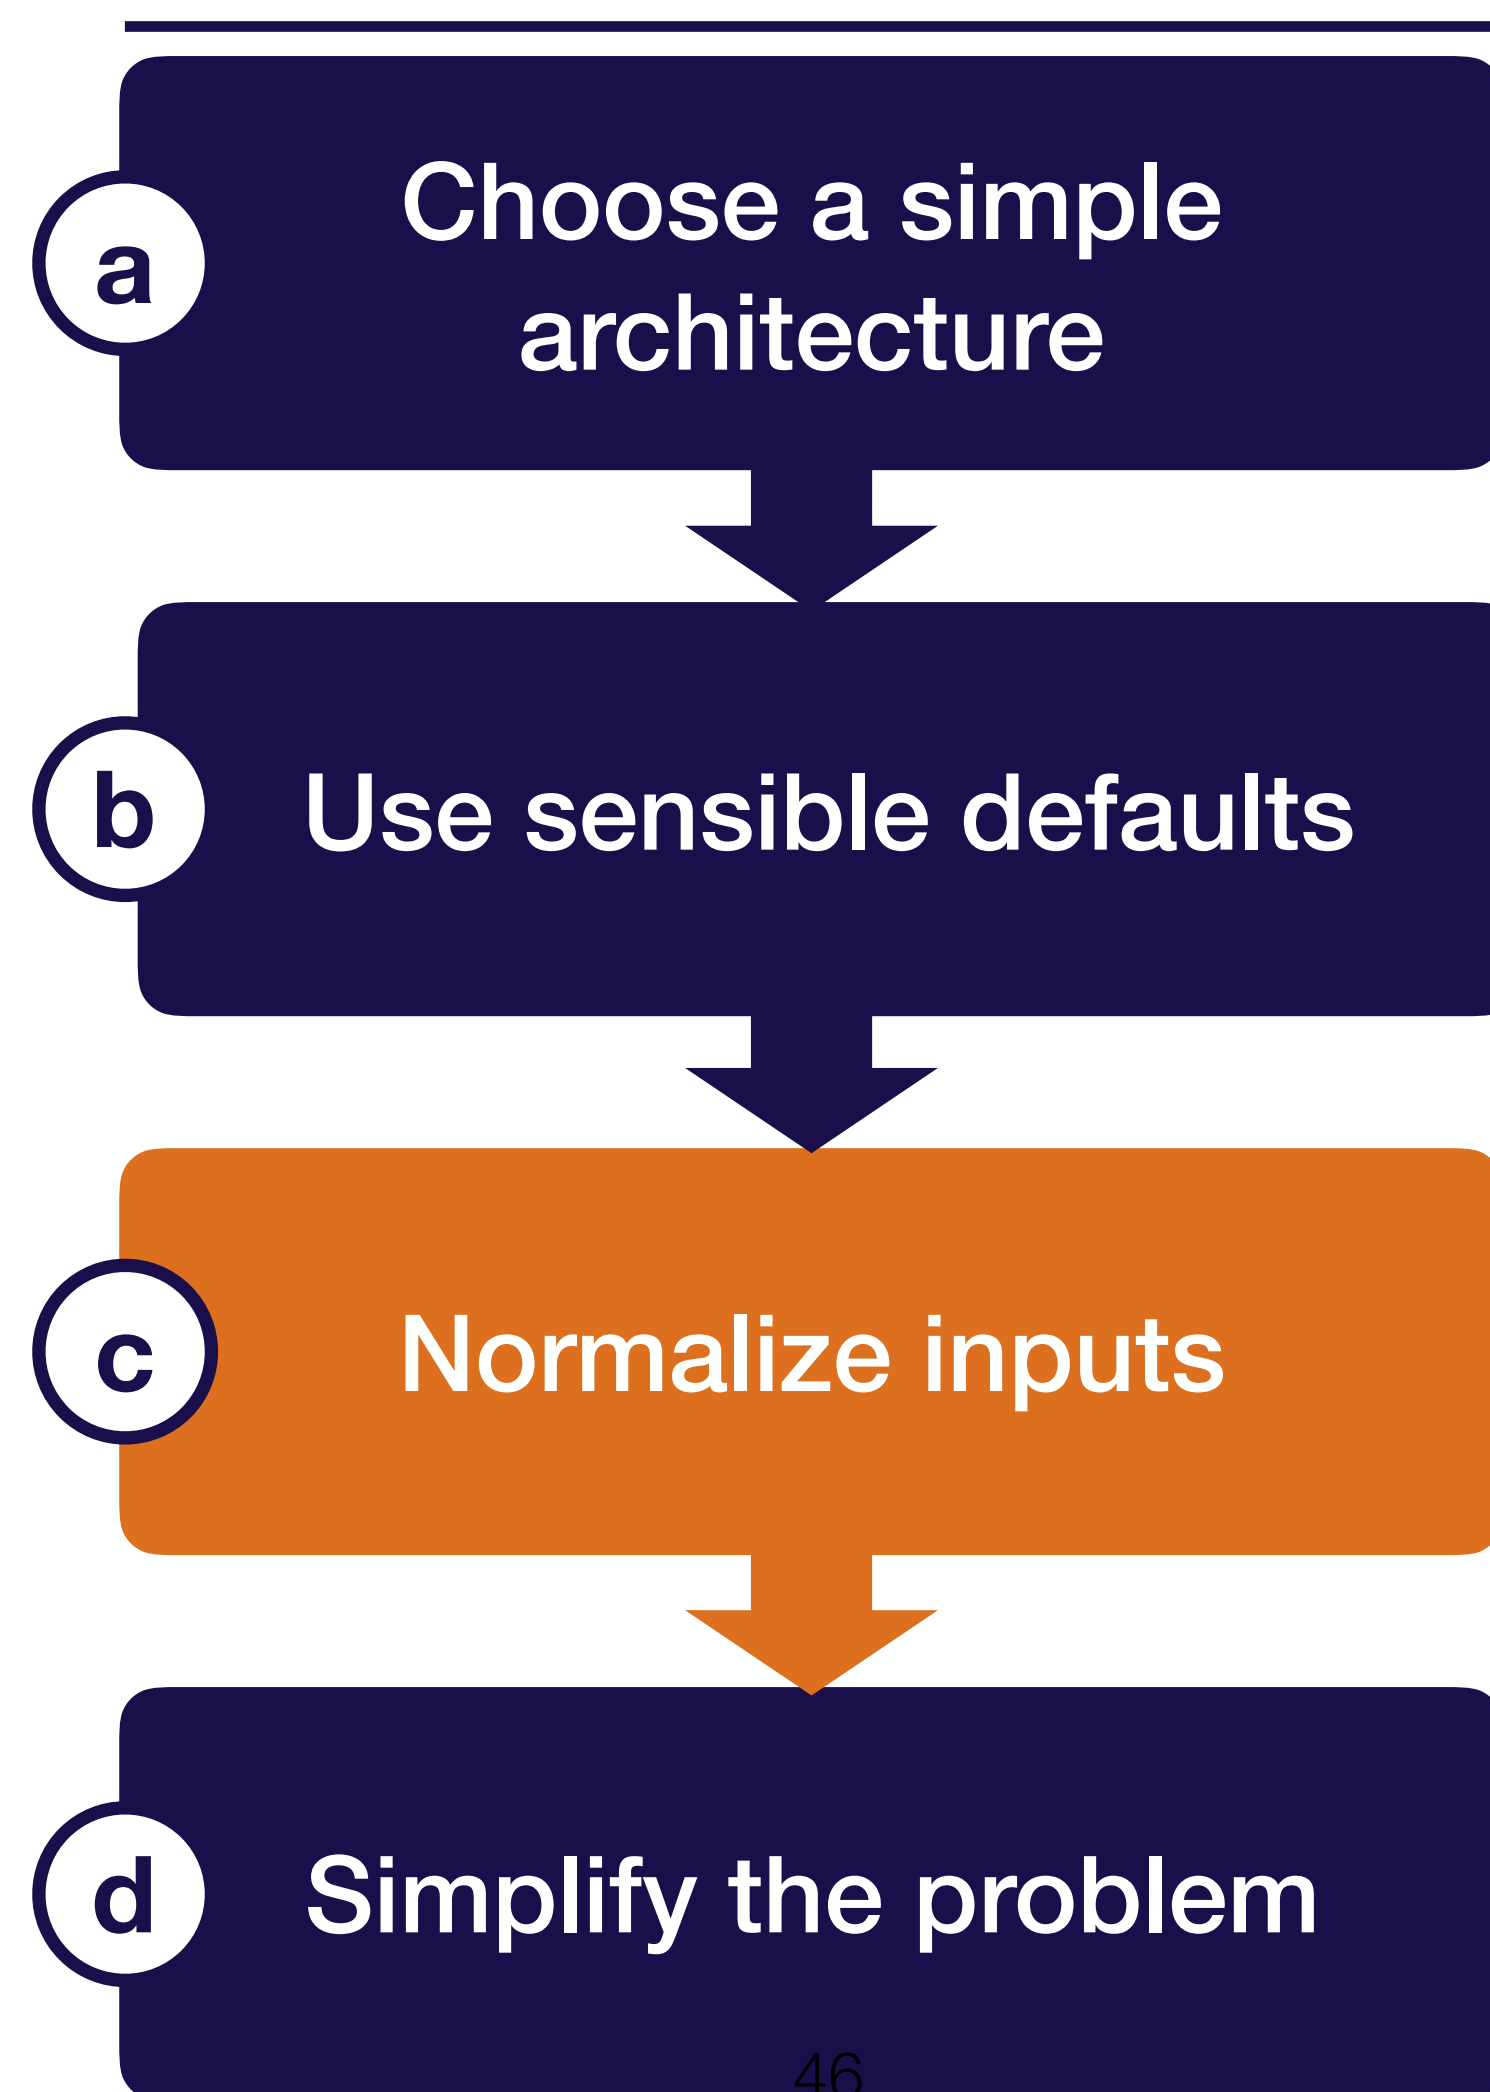 a
Choose a simple
architecture
b
Use sensible defaults
c
Normalize inputs
d
Simplify the problem
46